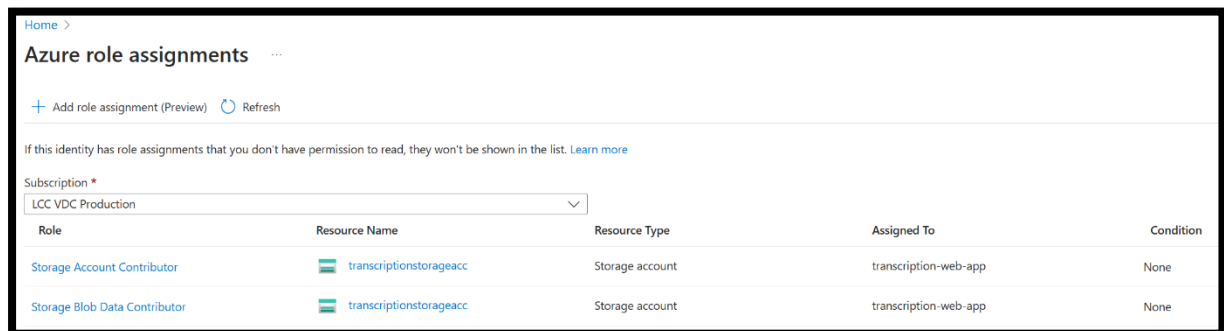 Home >
Azure role assignments ...
+ Add role assignment (Preview) Refresh
If this identity has role assignments that you don't have permission to read, they won't be shown in the list. Learn more
Subscription *
LCC VDC Production
Role Resource Name Resource Type Assigned To Condition
Storage Account Contributor transcriptionstorageacc Storage account transcription-web-app None
Storage Blob Data Contributor transcriptionstorageacc Storage account transcription-web-app None